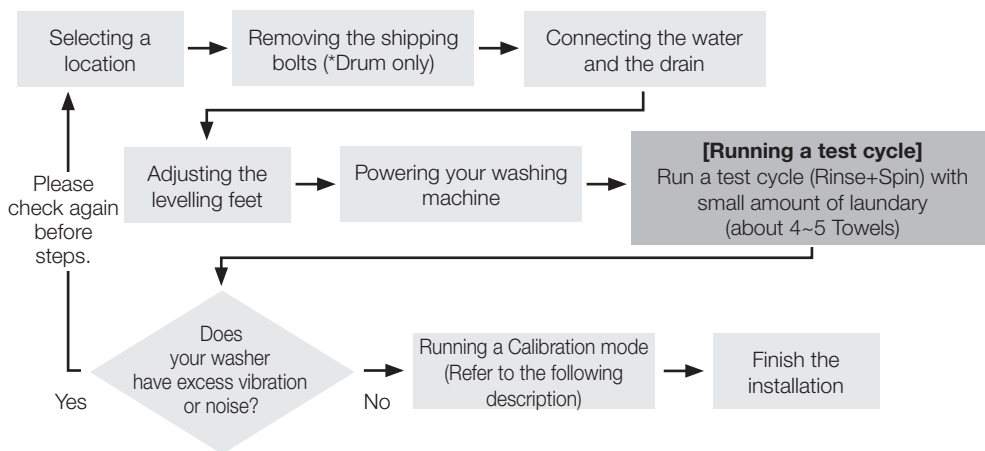 Selecting a
location
Removing the shipping
bolts (*Drum only)
Connecting the water
and the drain
Adjusting the
levelling feet
Powering your washing
machine
[Running a test cycle]
Run a test cycle (Rinse+Spin) with
small amount of laundary
(about 4~5 Towels)
Please
check again
before
steps.
Does
your washer
have excess vibration
or noise?
Yes
No
Running a Calibration mode
(Refer to the following
description)
Finish the
installation